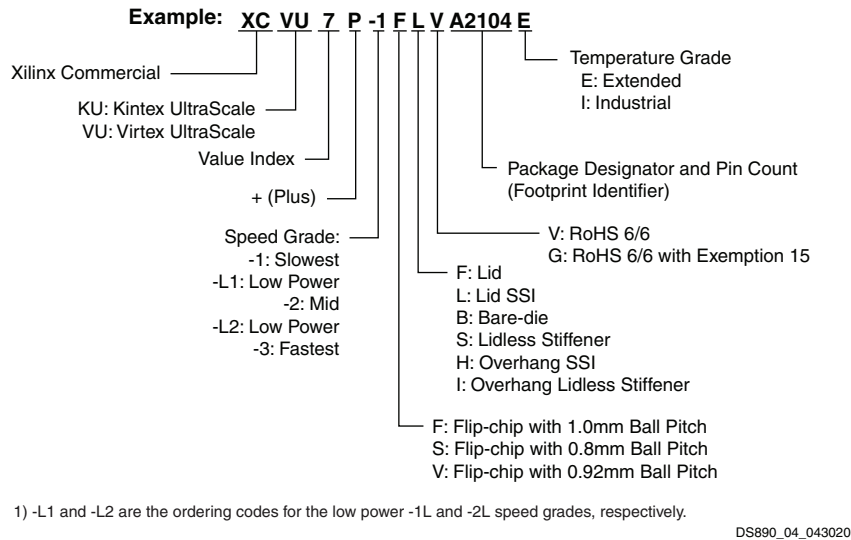 Example: XC VU 7 P -1 F L V A2104 E
Xilinx Commercial
KU: Kintex UltraScale
VU: Virtex UltraScale
Value Index
+ (Plus)
Speed Grade:
-1: Slowest
-L1: Low Power
-2: Mid
-L2: Low Power
-3: Fastest
Temperature Grade
E: Extended
I: Industrial
Package Designator and Pin Count
(Footprint Identifier)
V: RoHS 6/6
G: RoHS 6/6 with Exemption 15
F: Lid
L: Lid SSI
B: Bare-die
S: Lidless Stiffener
H: Overhang SSI
I: Overhang Lidless Stiffener
F: Flip-chip with 1.0mm Ball Pitch
S: Flip-chip with 0.8mm Ball Pitch
V: Flip-chip with 0.92mm Ball Pitch
1) -L1 and -L2 are the ordering codes for the low power -1L and -2L speed grades, respectively.
DS890_04_043020